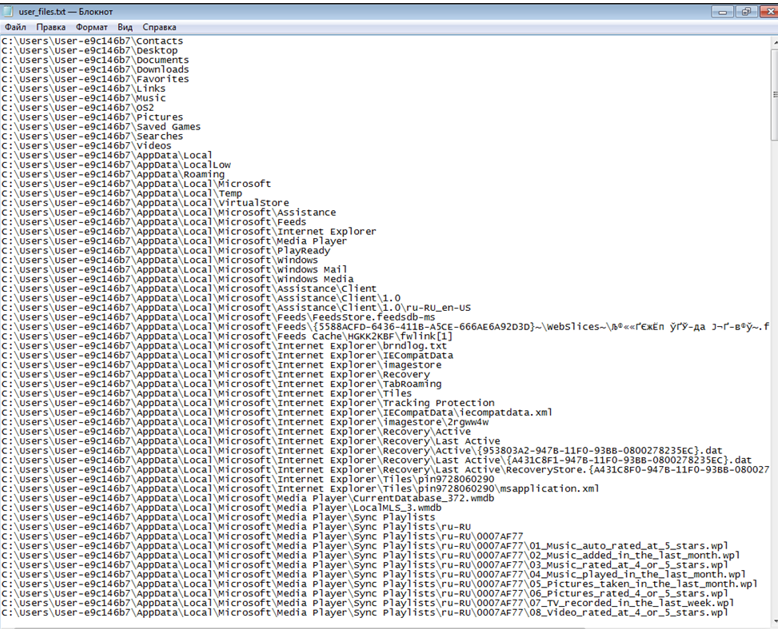 user_files.txt — Блокнот
Файл Правка Формат Вид Справка
C:\Users\User-e9c146b7\Contacts
C:\Users\User-e9c146b7\Desktop
C:\Users\User-e9c146b7\Documents
C:\Users\User-e9c146b7\Downloads
C:\Users\User-e9c146b7\Favorites
C:\Users\User-e9c146b7\Links
C:\Users\User-e9c146b7\Music
C:\Users\User-e9c146b7\OS2
C:\Users\User-e9c146b7\Pictures
C:\Users\User-e9c146b7\Saved Games
C:\Users\User-e9c146b7\Searches
C:\Users\User-e9c146b7\Videos
C:\Users\User-e9c146b7\AppData\Local
C:\Users\User-e9c146b7\AppData\LocalLow
C:\Users\User-e9c146b7\AppData\Roaming
C:\Users\User-e9c146b7\AppData\Local\Microsoft
C:\Users\User-e9c146b7\AppData\Local\Temp
C:\Users\User-e9c146b7\AppData\Local\VirtualStore
C:\Users\User-e9c146b7\AppData\Local\Microsoft\Assistance
C:\Users\User-e9c146b7\AppData\Local\Microsoft\Feeds
C:\Users\User-e9c146b7\AppData\Local\Microsoft\Internet Explorer
C:\Users\User-e9c146b7\AppData\Local\Microsoft\Media Player
C:\Users\User-e9c146b7\AppData\Local\Microsoft\PlayReady
C:\Users\User-e9c146b7\AppData\Local\Microsoft\Windows
C:\Users\User-e9c146b7\AppData\Local\Microsoft\Windows Mail
C:\Users\User-e9c146b7\AppData\Local\Microsoft\Windows Media
C:\Users\User-e9c146b7\AppData\Local\Microsoft\Assistance\Client
C:\Users\User-e9c146b7\AppData\Local\Microsoft\Assistance\Client\1.0
C:\Users\User-e9c146b7\AppData\Local\Microsoft\Assistance\Client\1.0\ru-RU_en-US
C:\Users\User-e9c146b7\AppData\Local\Microsoft\Feeds\FeedsStore.feedsdb-ms
C:\Users\User-e9c146b7\AppData\Local\Microsoft\Feeds\{5588ACFD-6436-411B-A5CE-666AE6A92D3D}~\WebSlices~\
C:\Users\User-e9c146b7\AppData\Local\Microsoft\Feeds Cache\HGKK2KBF\fwlink[1]
C:\Users\User-e9c146b7\AppData\Local\Microsoft\Internet Explorer\brndlog.txt
C:\Users\User-e9c146b7\AppData\Local\Microsoft\Internet Explorer\IECompatData
C:\Users\User-e9c146b7\AppData\Local\Microsoft\Internet Explorer\imagestore
C:\Users\User-e9c146b7\AppData\Local\Microsoft\Internet Explorer\Recovery
C:\Users\User-e9c146b7\AppData\Local\Microsoft\Internet Explorer\TabRoaming
C:\Users\User-e9c146b7\AppData\Local\Microsoft\Internet Explorer\Tiles
C:\Users\User-e9c146b7\AppData\Local\Microsoft\Internet Explorer\Tracking Protection
C:\Users\User-e9c146b7\AppData\Local\Microsoft\Internet Explorer\IECompatData\iecompatdata.xml
C:\Users\User-e9c146b7\AppData\Local\Microsoft\Internet Explorer\imagestore\2rgww4w
C:\Users\User-e9c146b7\AppData\Local\Microsoft\Internet Explorer\Recovery\Active
C:\Users\User-e9c146b7\AppData\Local\Microsoft\Internet Explorer\Recovery\Last Active
C:\Users\User-e9c146b7\AppData\Local\Microsoft\Internet Explorer\Recovery\Active\{953803A2-947B-11F0-93BB-0800278235EC}.dat
C:\Users\User-e9c146b7\AppData\Local\Microsoft\Internet Explorer\Recovery\Last Active\{A431C8F1-947B-11F0-93BB-0800278235EC}.dat
C:\Users\User-e9c146b7\AppData\Local\Microsoft\Internet Explorer\Recovery\Last Active\RecoveryStore.{A431C8F0-947B-11F0-93BB-080027
C:\Users\User-e9c146b7\AppData\Local\Microsoft\Internet Explorer\Tiles\pin9728060290
C:\Users\User-e9c146b7\AppData\Local\Microsoft\Internet Explorer\Tiles\pin9728060290\msapplication.xml
C:\Users\User-e9c146b7\AppData\Local\Microsoft\Media Player\CurrentDatabase_372.wmdb
C:\Users\User-e9c146b7\AppData\Local\Microsoft\Media Player\LocalMLS_3.wmdb
C:\Users\User-e9c146b7\AppData\Local\Microsoft\Media Player\Sync Playlists
C:\Users\User-e9c146b7\AppData\Local\Microsoft\Media Player\Sync Playlists\ru-RU
C:\Users\User-e9c146b7\AppData\Local\Microsoft\Media Player\Sync Playlists\ru-RU\0007AF77
C:\Users\User-e9c146b7\AppData\Local\Microsoft\Media Player\Sync Playlists\ru-RU\0007AF77\01_Music_auto_rated_at_5_stars.wpl
C:\Users\User-e9c146b7\AppData\Local\Microsoft\Media Player\Sync Playlists\ru-RU\0007AF77\02_Music_added_in_the_last_month.wpl
C:\Users\User-e9c146b7\AppData\Local\Microsoft\Media Player\Sync Playlists\ru-RU\0007AF77\03_Music_rated_at_4_or_5_stars.wpl
C:\Users\User-e9c146b7\AppData\Local\Microsoft\Media Player\Sync Playlists\ru-RU\0007AF77\04_Music_played_in_the_last_month.wpl
C:\Users\User-e9c146b7\AppData\Local\Microsoft\Media Player\Sync Playlists\ru-RU\0007AF77\05_Pictures_taken_in_the_last_month.wpl
C:\Users\User-e9c146b7\AppData\Local\Microsoft\Media Player\Sync Playlists\ru-RU\0007AF77\06_Pictures_rated_4_or_5_stars.wpl
C:\Users\User-e9c146b7\AppData\Local\Microsoft\Media Player\Sync Playlists\ru-RU\0007AF77\07_TV_recorded_in_the_last_week.wpl
C:\Users\User-e9c146b7\AppData\Local\Microsoft\Media Player\Sync Playlists\ru-RU\0007AF77\08_Video_rated_at_4_or_5_stars.wpl